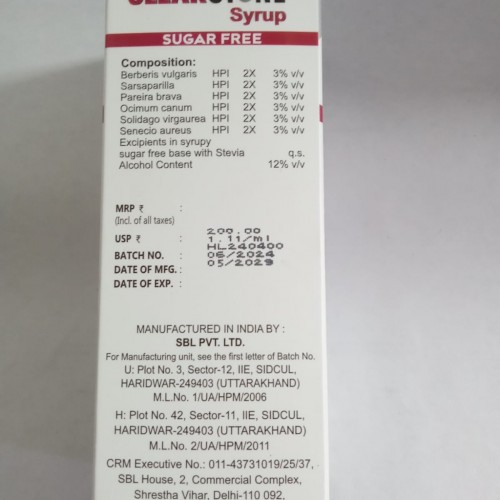 Syrup
SUGAR FREE
Composition:
Berberis vulgaris HPI 2X 3% v/v
Sarsaparilla HPI 2X 3% v/v
Pareira brava HPI 2X 3% v/v
Ocimum canum HPI 2X 3% v/v
Solidago virgaurea HPI 2X 3% v/v
Senecio aureus HPI 2X 3% v/v
Excipients in syrupy
sugar free base with Stevia q.s.
Alcohol Content 12% v/v
MRP ₹ :
(Incl. of all taxes)
200.00
USP ₹ : 1.11/ml
BATCH NO. : HL240400
DATE OF MFG. : 06/2024
DATE OF EXP. : 05/2029
MANUFACTURED IN INDIA BY :
SBL PVT. LTD.
For Manufacturing unit, see the first letter of Batch No.
U: Plot No. 3, Sector-12, IIE, SIDCUL,
HARIDWAR-249403 (UTTARAKHAND)
M.L.No. 1/UA/HPM/2006
H: Plot No. 42, Sector-11, IIE, SIDCUL,
HARIDWAR-249403 (UTTARAKHAND)
M.L.No. 2/UA/HPM/2011
CRM Executive No.: 011-43731019/25/37,
SBL House, 2, Commercial Complex,
Shrestha Vihar, Delhi-110 092,